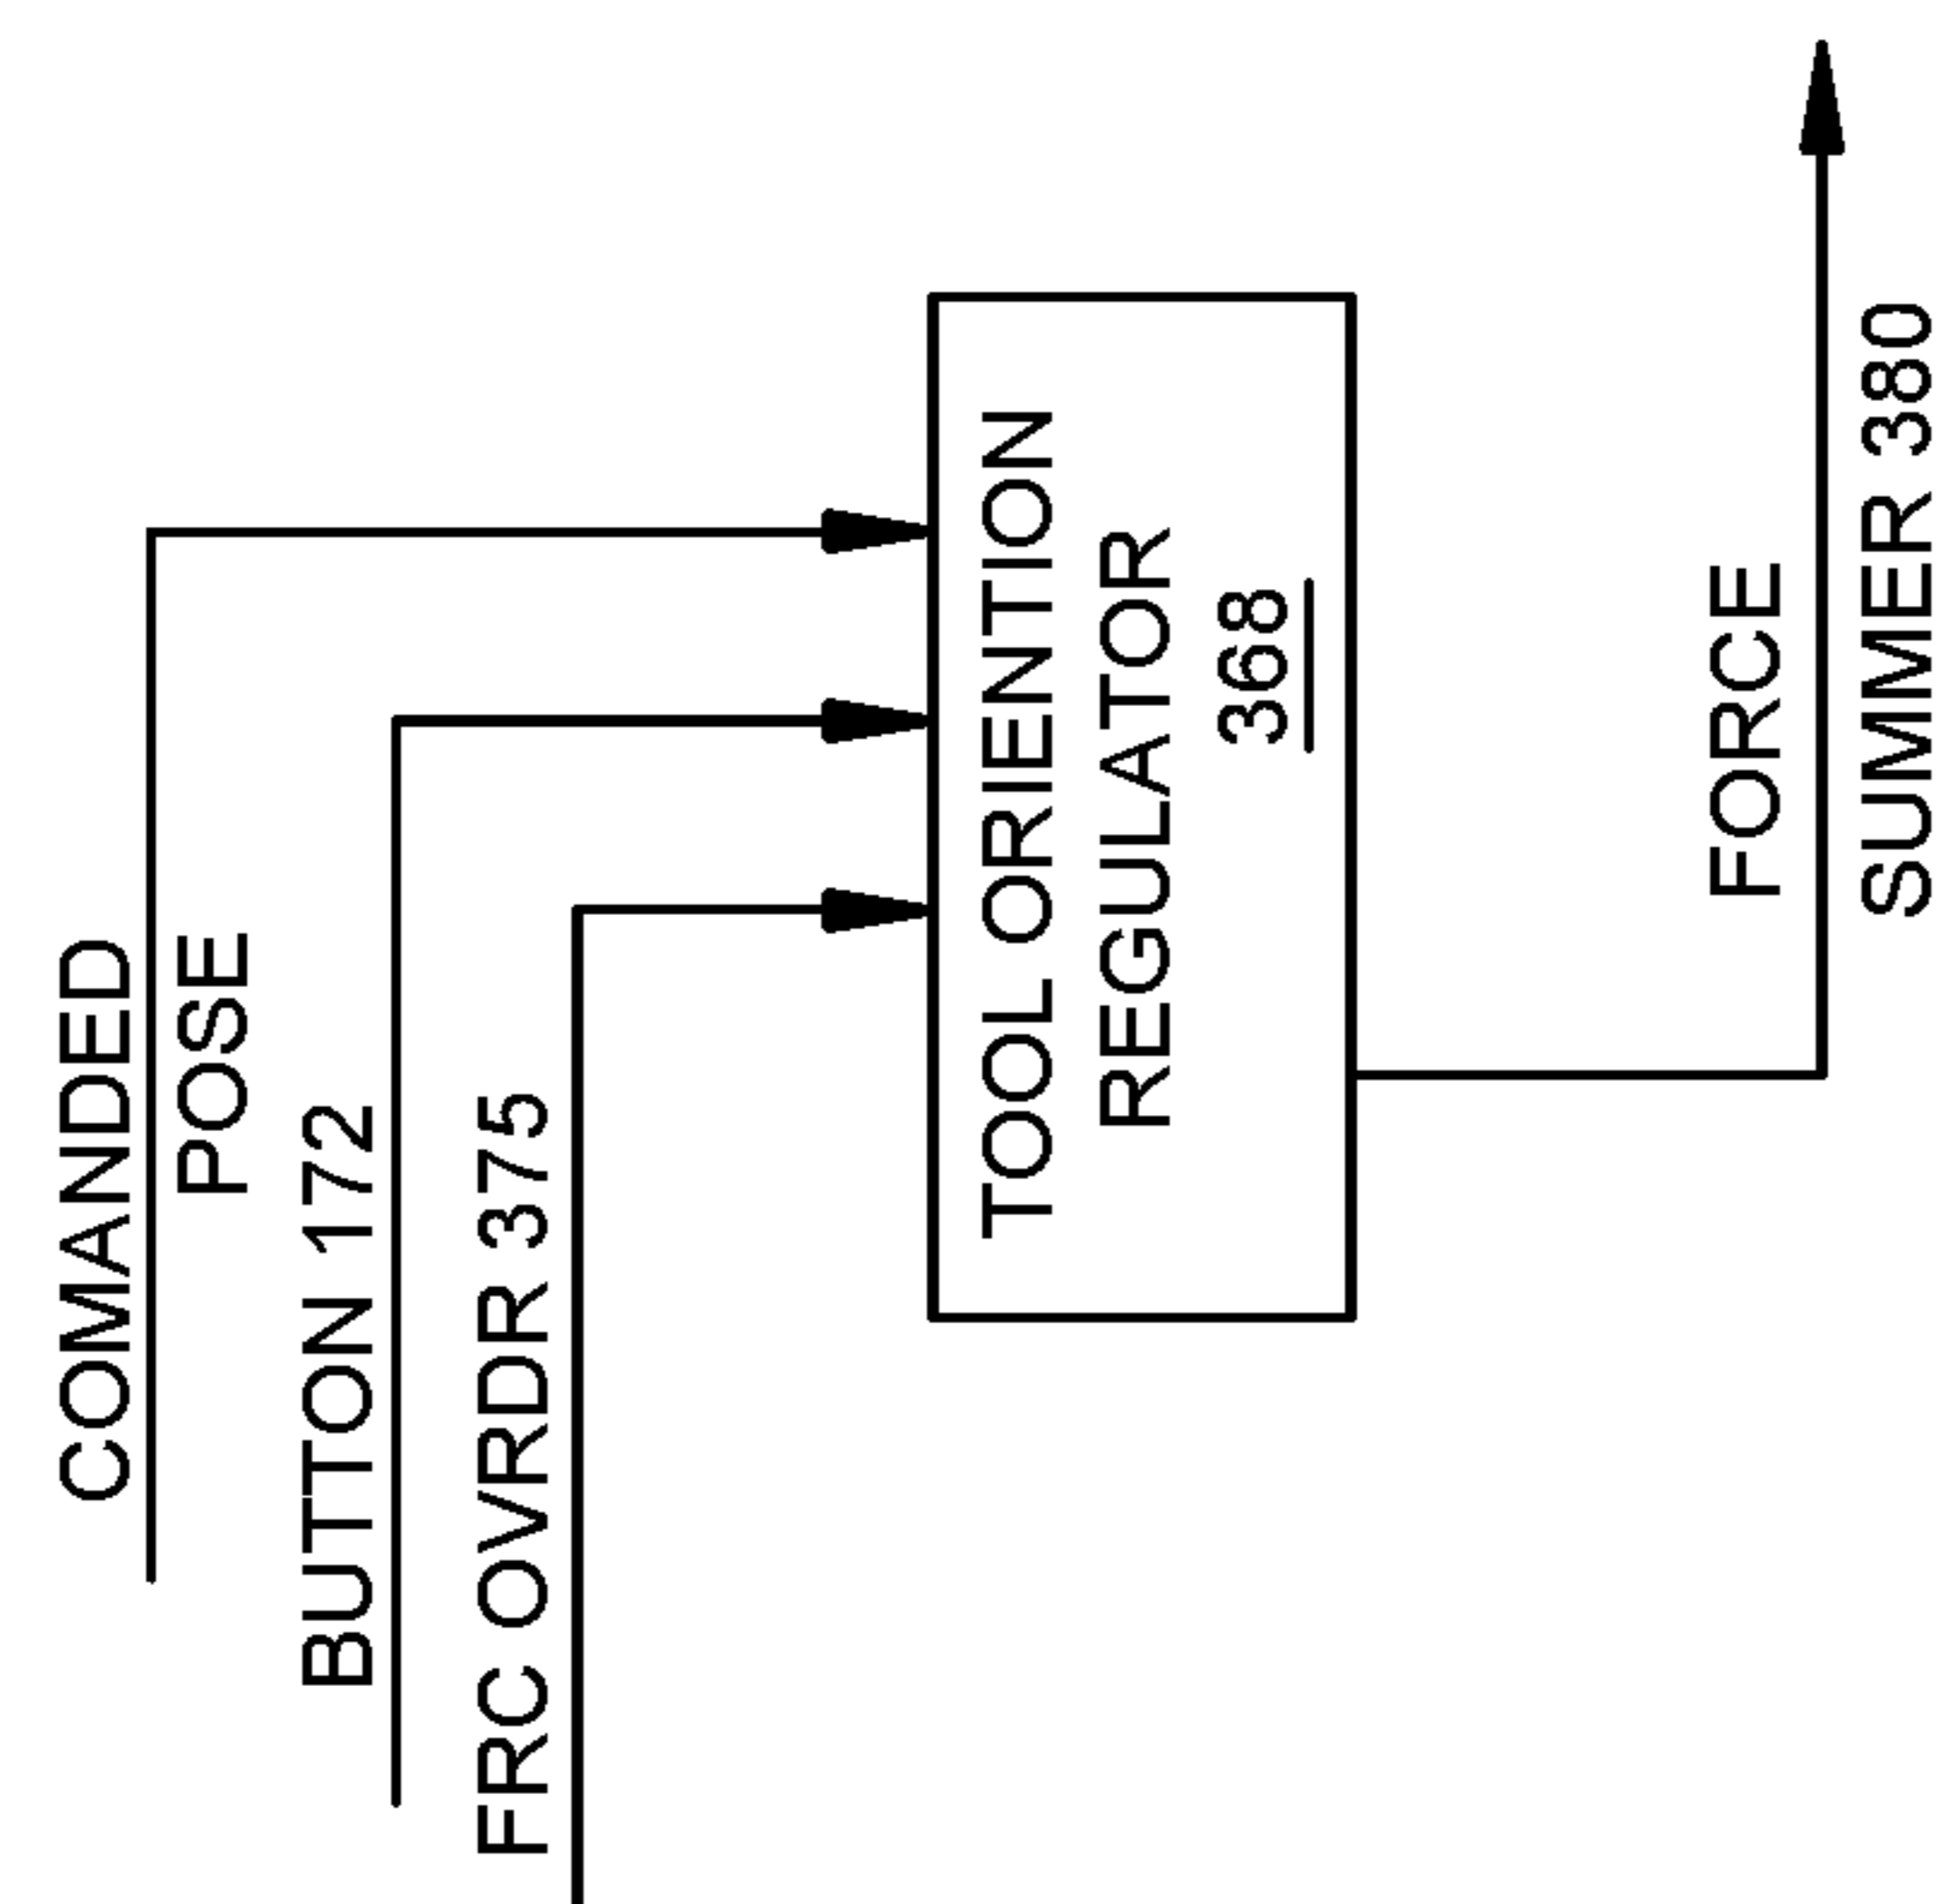 COMANDED
POSE
BUTTON 172
FRC OVRDR 375
TOOL ORIENTION
REGULATOR
368
FORCE
SUMMER 380